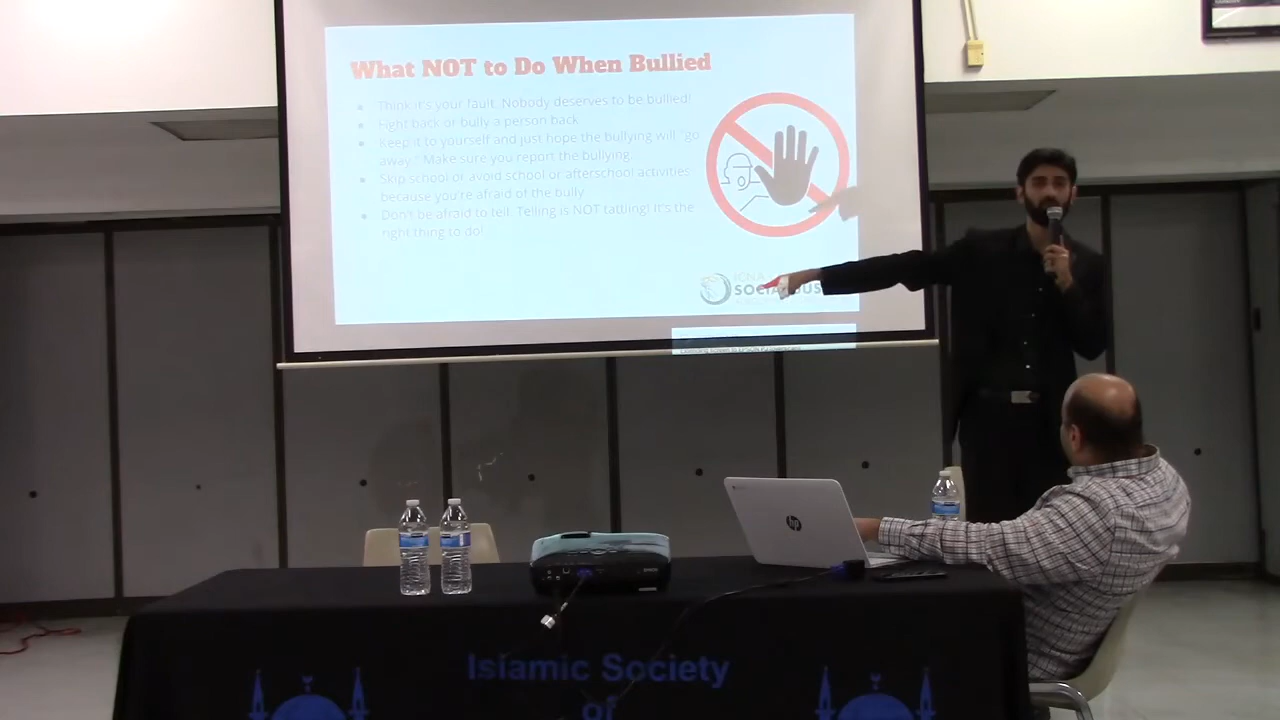 What NOT to Do When Bullied
Think it's your fault. Nobody deserves to be bullied!
Fight back or bully a person back
Keep it to yourself and just hope the bullying will "go
away." Make sure you report the bullying.
Skip school or avoid school or afterschool activities
because you're afraid of the bully
Don't be afraid to tell. Telling is NOT tattling! It's the
right thing to do!
ICNA
hp
EPSON
Islamic Society
of